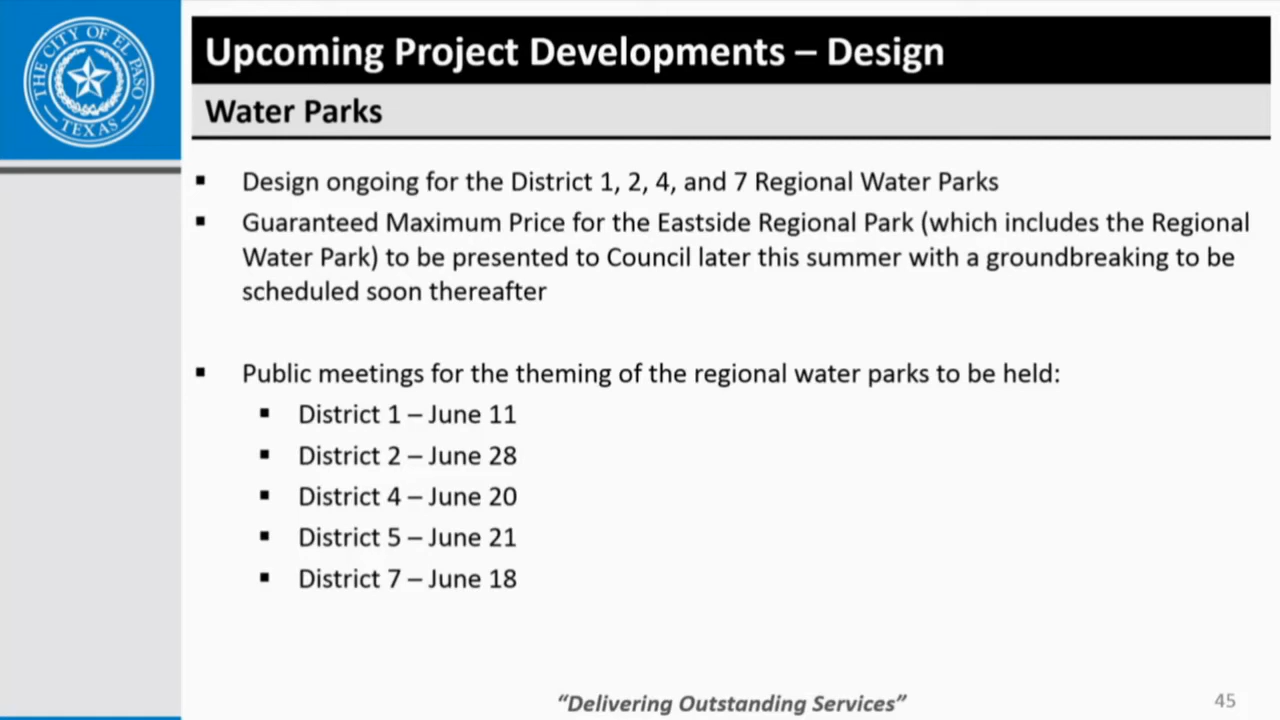 THE CITY OF EL PASO
TEXAS
Upcoming Project Developments – Design
Water Parks
▪ Design ongoing for the District 1, 2, 4, and 7 Regional Water Parks
▪ Guaranteed Maximum Price for the Eastside Regional Park (which includes the Regional
Water Park) to be presented to Council later this summer with a groundbreaking to be
scheduled soon thereafter
▪ Public meetings for the theming of the regional water parks to be held:
▪ District 1 – June 11
▪ District 2 – June 28
▪ District 4 – June 20
▪ District 5 – June 21
▪ District 7 – June 18
“Delivering Outstanding Services”
45